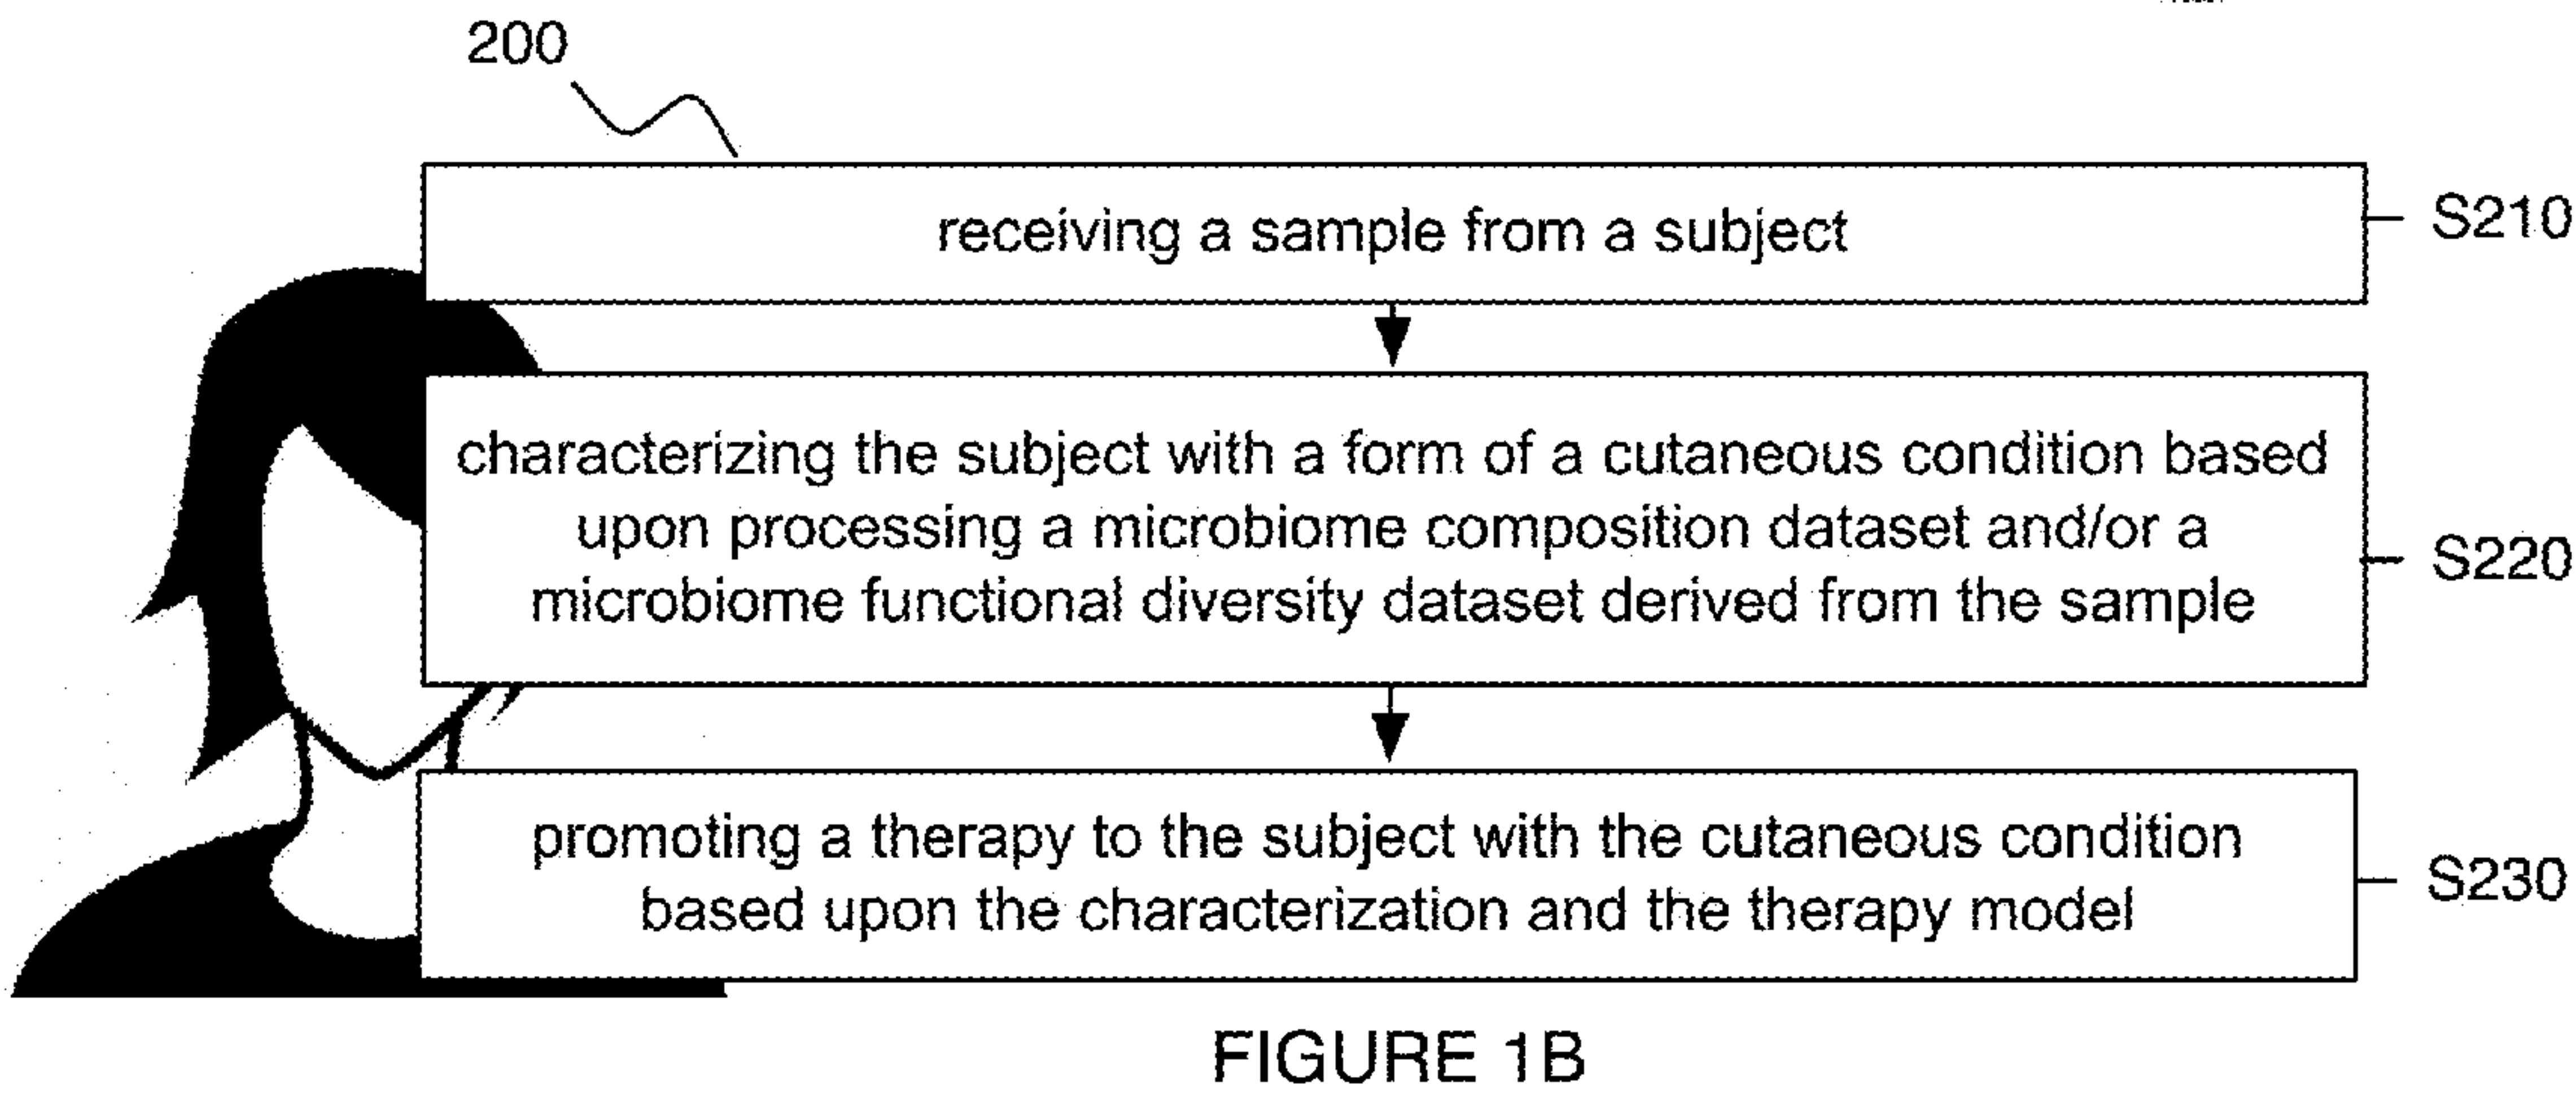 200
receiving a sample from a subject
S210
characterizing the subject with a form of a cutaneous condition based
upon processing a microbiome composition dataset and/or a
microbiome functional diversity dataset derived from the sample
S220
promoting a therapy to the subject with the cutaneous condition
based upon the characterization and the therapy model
S230
FIGURE 1B